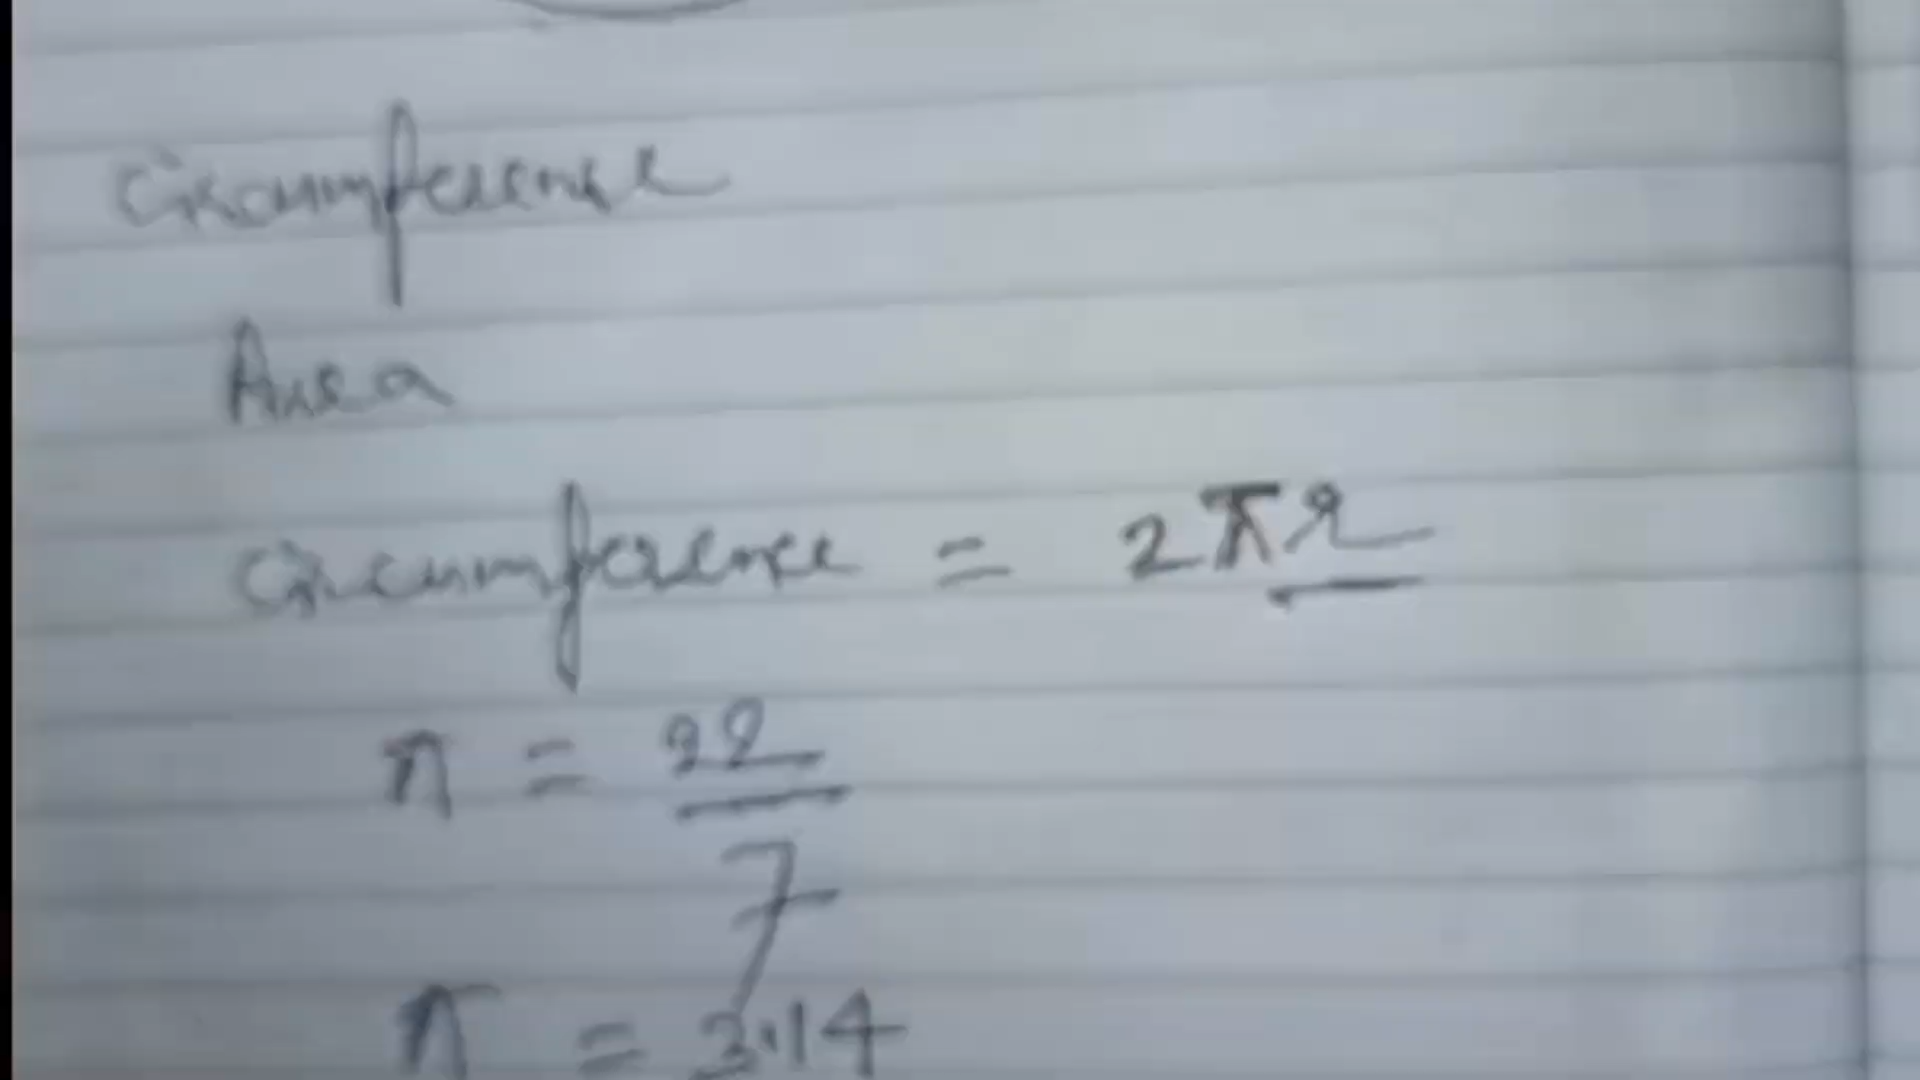 Circumference
Area
Circumference = 2πr
π = 22
7
π = 3.14